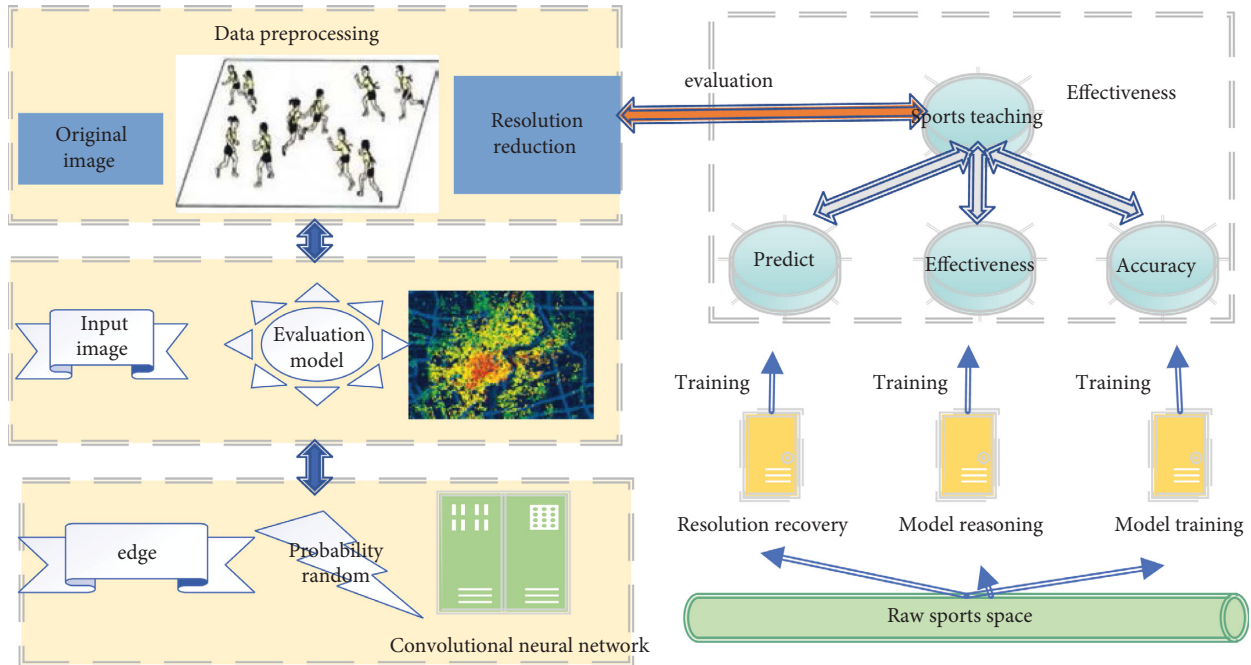 Data preprocessing
Original
image
Resolution
reduction
evaluation
Sports teaching
Effectiveness
Predict
Effectiveness
Accuracy
Input
image
Evaluation
model
Training
Training
Training
Resolution recovery
Model reasoning
Model training
edge
Probability
random
Convolutional neural network
Raw sports space